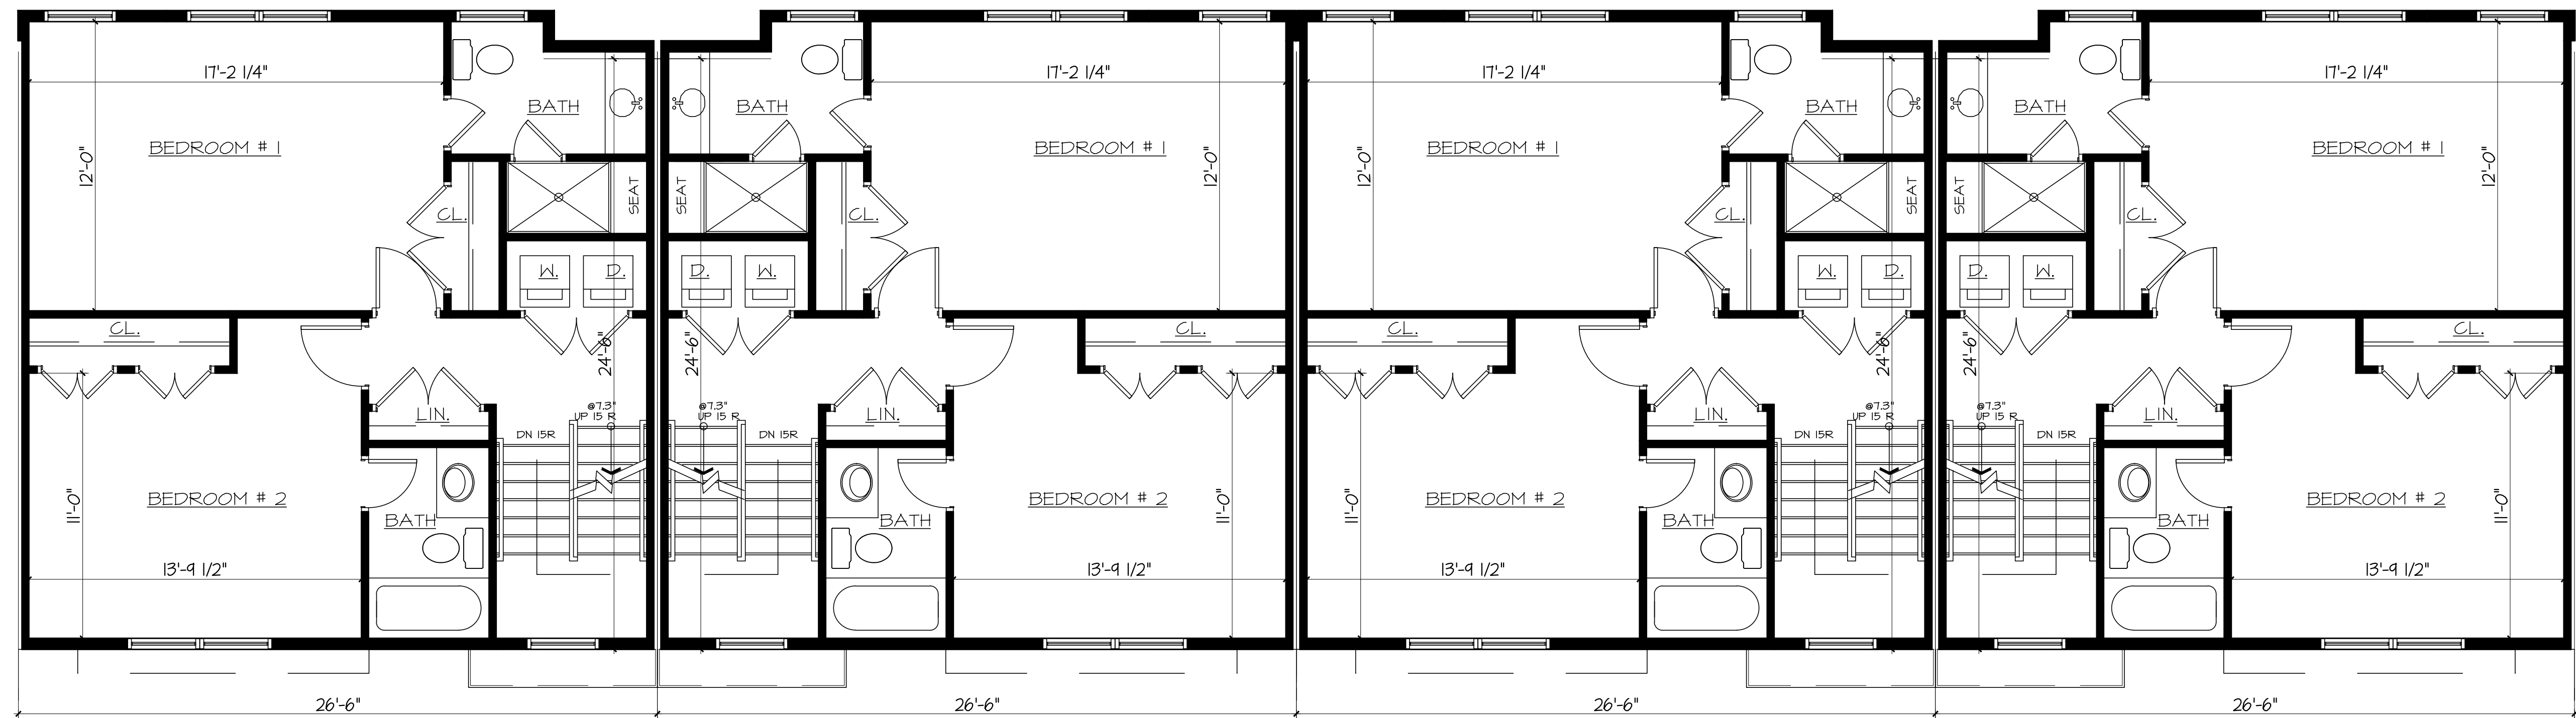 17'-2 1/4"
17'-2 1/4"
17'-2 1/4"
17'-2 1/4"
BATH
BATH
BATH
BATH
BEDROOM # 1
BEDROOM # 1
BEDROOM # 1
BEDROOM # 1
12'-0"
12'-0"
12'-0"
12'-0"
SEAT
SEAT
SEAT
SEAT
CL.
CL.
CL.
CL.
W.
D.
D.
W.
W.
D.
D.
W.
CL.
CL.
CL.
CL.
24'-6"
24'-6"
24'-6"
24'-6"
LIN.
LIN.
LIN.
LIN.
@7.3"
UP 15 R
@7.3"
UP 15 R
@7.3"
UP 15 R
@7.3"
UP 15 R
DN 15R
DN 15R
DN 15R
DN 15R
BEDROOM # 2
BEDROOM # 2
BEDROOM # 2
BEDROOM # 2
11'-0"
11'-0"
11'-0"
11'-0"
BATH
BATH
BATH
BATH
13'-9 1/2"
13'-9 1/2"
13'-9 1/2"
13'-9 1/2"
26'-6"
26'-6"
26'-6"
26'-6"